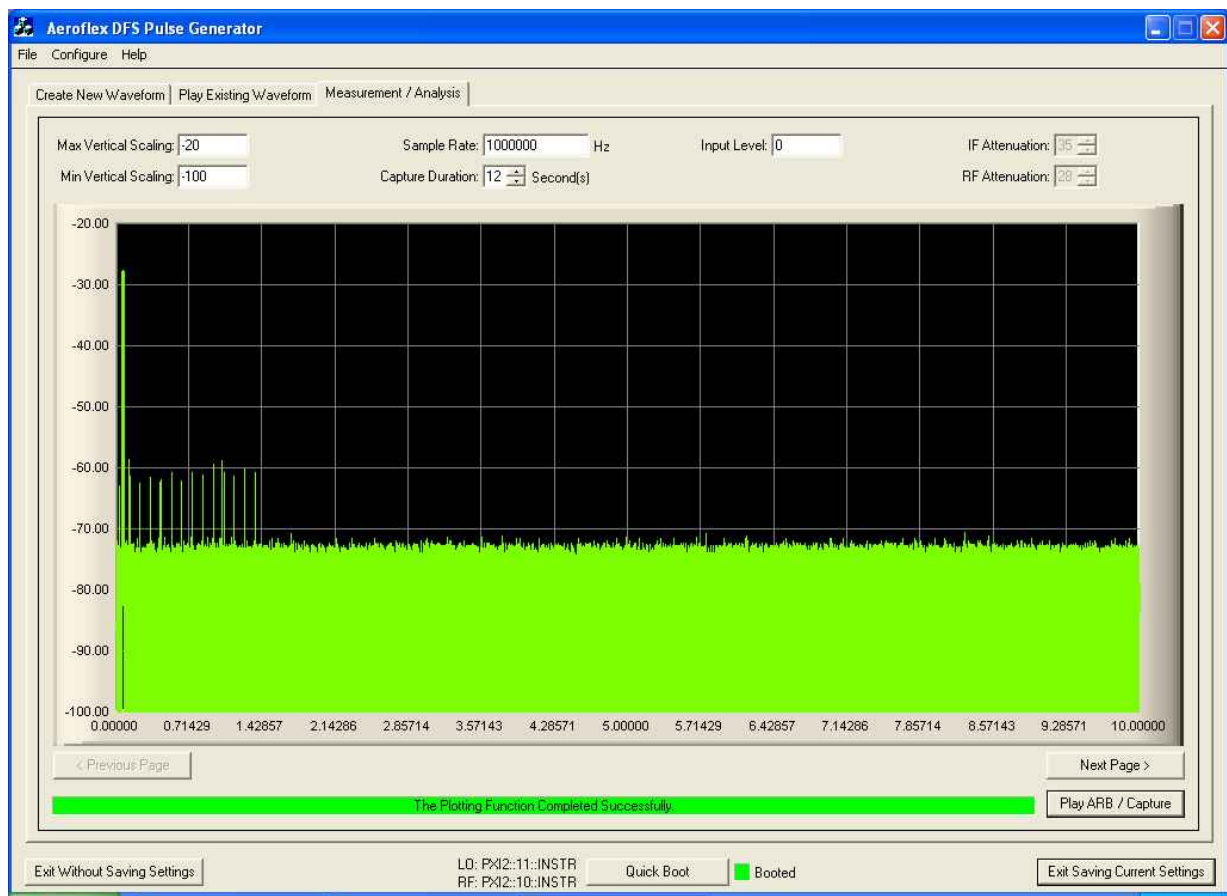 Aeroflex DFS Pulse Generator
File Configure Help
Create New Waveform Play Existing Waveform Measurement / Analysis
Max Vertical Scaling: -20 Sample Rate: 1000000 Hz Input Level: 0 IF Attenuation: 35
Min Vertical Scaling: -100 Capture Duration: 12 Second(s) RF Attenuation: 28
-20.00
-30.00
-40.00
-50.00
-60.00
-70.00
-80.00
-90.00
-100.00
0.00000 0.71429 1.42857 2.14286 2.85714 3.57143 4.28571 5.00000 5.71429 6.42857 7.14286 7.85714 8.57143 9.28571 10.00000
< Previous Page Next Page >
The Plotting Function Completed Successfully. Play ARB / Capture
Exit Without Saving Settings LO: PXI2::11::INSTR Quick Boot Booted Exit Saving Current Settings
RF: PXI2::10::INSTR